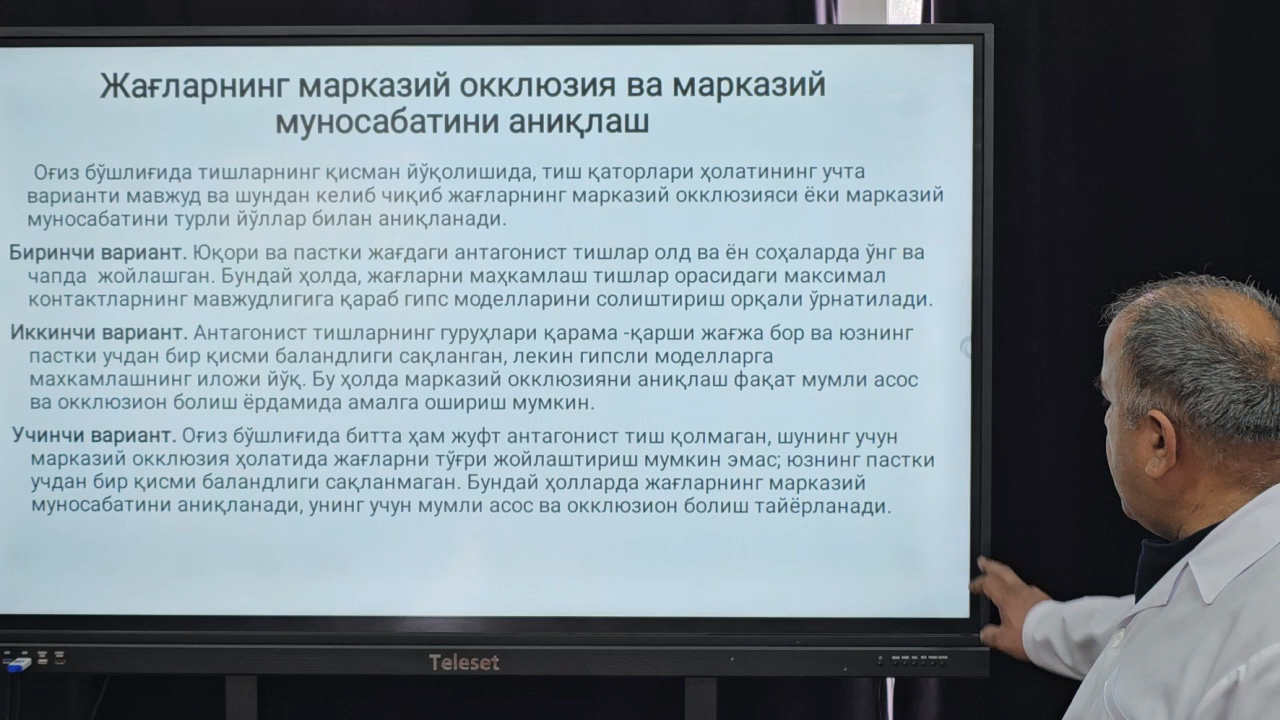 Жағларнинг марказий окклюзия ва марказий
муносабатини аниқлаш
Оғиз бўшлиғида тишларнинг қисман йўқолишида, тиш қаторлари ҳолатининг учта
варианти мавжуд ва шундан келиб чиқиб жағларнинг марказий окклюзияси ёки марказий
муносабатини турли йўллар билан аниқланади.
Биринчи вариант. Юқори ва пастки жағдаги антагонист тишлар олд ва ён соҳаларда ўнг ва
чапда жойлашган. Бундай ҳолда, жағларни маҳкамлаш тишлар орасидаги максимал
контактларнинг мавжудлигига қараб гипс моделларини солиштириш орқали ўрнатилади.
Иккинчи вариант. Антагонист тишларнинг гуруҳлари қарама -қарши жағжа бор ва юзнинг
пастки учдан бир қисми баландлиги сақланган, лекин гипсли моделларга
махкамлашнинг иложи йўқ. Бу ҳолда марказий окклюзияни аниқлаш фақат мумли асос
ва окклюзион болиш ёрдамида амалга ошириш мумкин.
Учинчи вариант. Оғиз бўшлиғида битта ҳам жуфт антагонист тиш қолмаган, шунинг учун
марказий окклюзия ҳолатида жағларни тўғри жойлаштириш мумкин эмас; юзнинг пастки
учдан бир қисми баландлиги сақланмаган. Бундай ҳолларда жағларнинг марказий
муносабатини аниқланади, унинг учун мумли асос ва окклюзион болиш тайёрланади.
Teleset